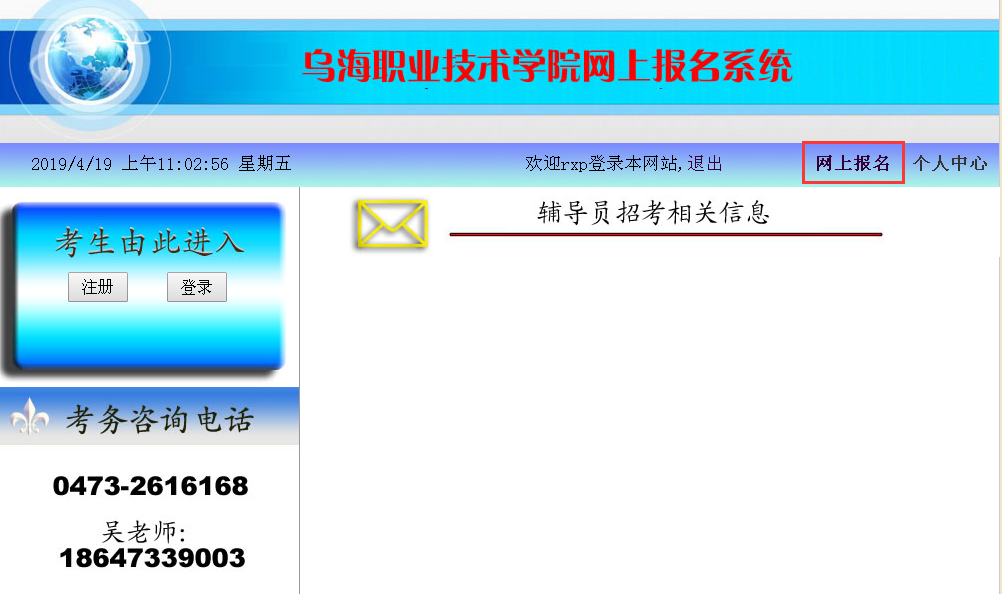 乌海职业技术学院网上报名系统
2019/4/19 上午11:02:56 星期五 欢迎rxp登录本网站,退出 网上报名 个人中心
考生由此进入
注册 登录
辅导员招考相关信息
考务咨询电话
0473-2616168
吴老师:
18647339003